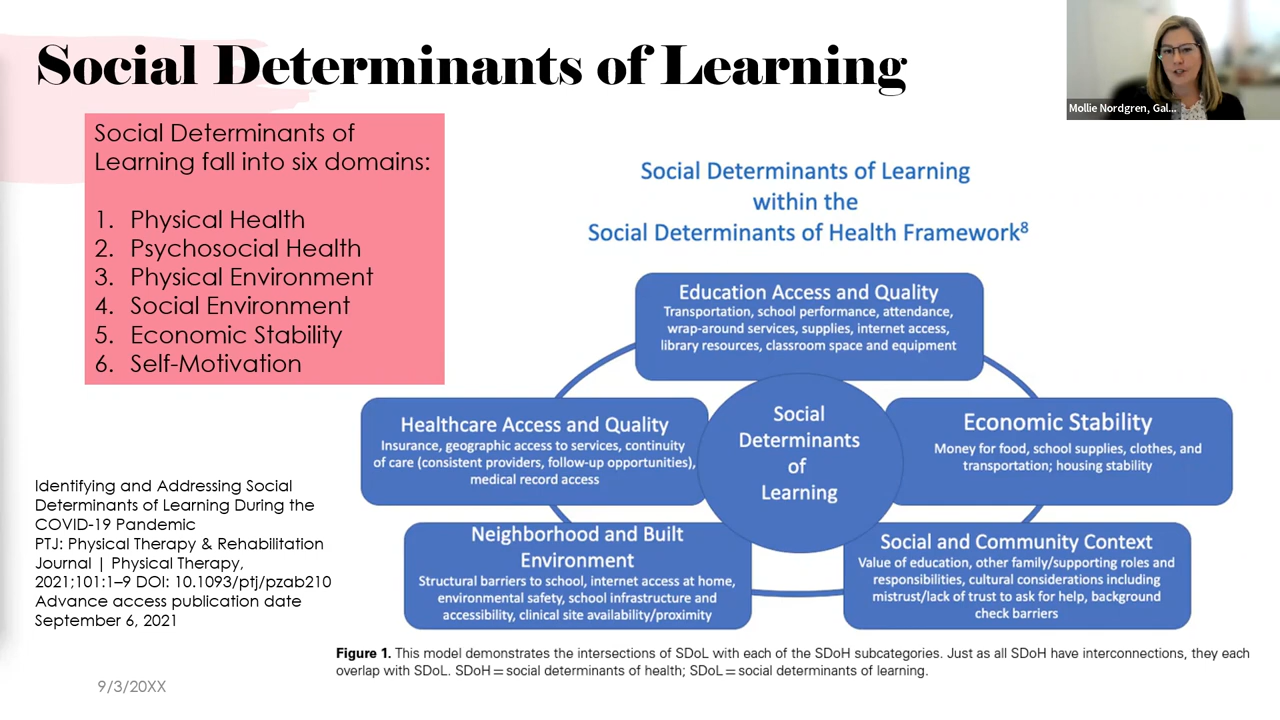 Social Determinants of Learning
Mollie Nordgren, Gal...
Social Determinants of
Learning fall into six domains:
1. Physical Health
2. Psychosocial Health
3. Physical Environment
4. Social Environment
5. Economic Stability
6. Self-Motivation
Identifying and Addressing Social
Determinants of Learning During the
COVID-19 Pandemic
PTJ: Physical Therapy & Rehabilitation
Journal | Physical Therapy,
2021;101:1–9 DOI: 10.1093/ptj/pzab210
Advance access publication date
September 6, 2021
9/3/20XX
Social Determinants of Learning
within the
Social Determinants of Health Framework⁸
Education Access and Quality
Transportation, school performance, attendance,
wrap-around services, supplies, internet access,
library resources, classroom space and equipment
Healthcare Access and Quality
Insurance, geographic access to services, continuity
of care (consistent providers, follow-up opportunities),
medical record access
Social
Determinants
of
Learning
Economic Stability
Money for food, school supplies, clothes, and
transportation; housing stability
Neighborhood and Built
Environment
Structural barriers to school, internet access at home,
environmental safety, school infrastructure and
accessibility, clinical site availability/proximity
Social and Community Context
Value of education, other family/supporting roles and
responsibilities, cultural considerations including
mistrust/lack of trust to ask for help, background
check barriers
Figure 1. This model demonstrates the intersections of SDoL with each of the SDoH subcategories. Just as all SDoH have interconnections, they each
overlap with SDoL. SDoH = social determinants of health; SDoL = social determinants of learning.